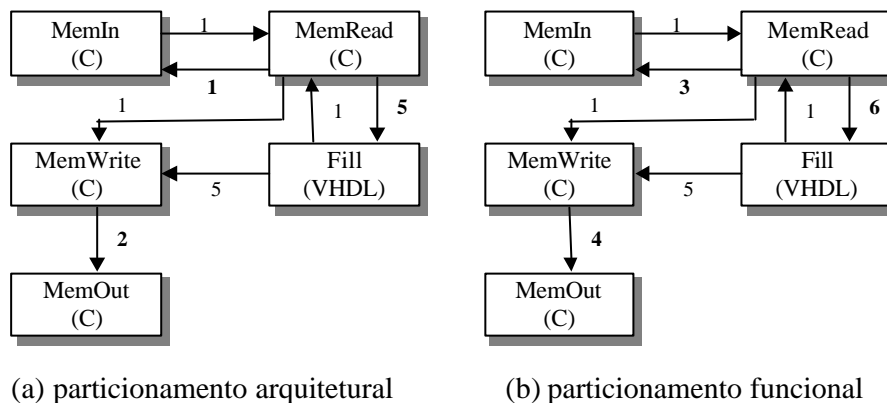 MemIn
(C)
1
MemRead
(C)
1
1
1
5
MemWrite
(C)
5
Fill
(VHDL)
2
MemOut
(C)
(a) particionamento arquitetural
MemIn
(C)
1
MemRead
(C)
3
1
1
6
MemWrite
(C)
5
Fill
(VHDL)
4
MemOut
(C)
(b) particionamento funcional